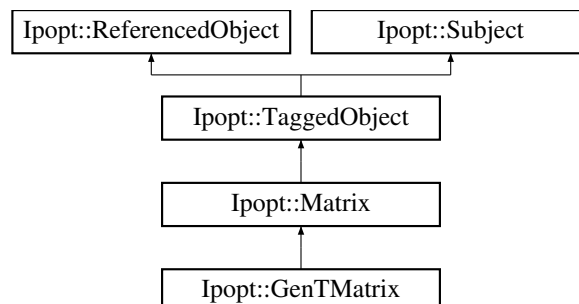 Ipopt::ReferencedObject
Ipopt::Subject
Ipopt::TaggedObject
Ipopt::Matrix
Ipopt::GenTMatrix